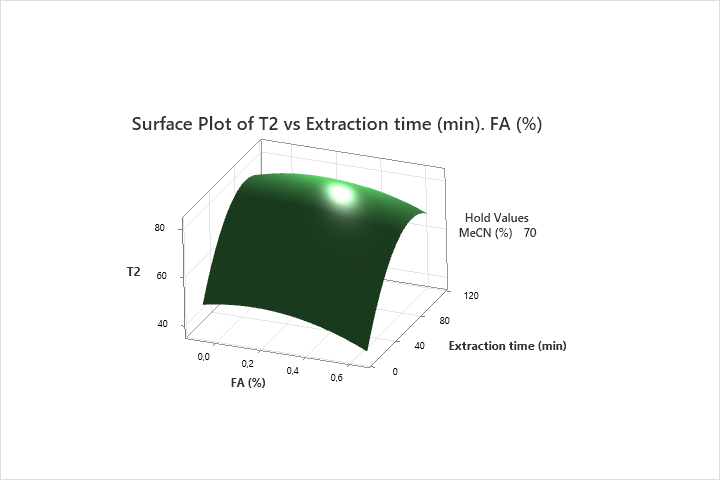 Surface Plot of T2 vs Extraction time (min). FA (%)
Hold Values
MeCN (%) 70
80
T2
60
40
0,0
0,2
0,4
0,6
FA (%)
120
80
40
0
Extraction time (min)